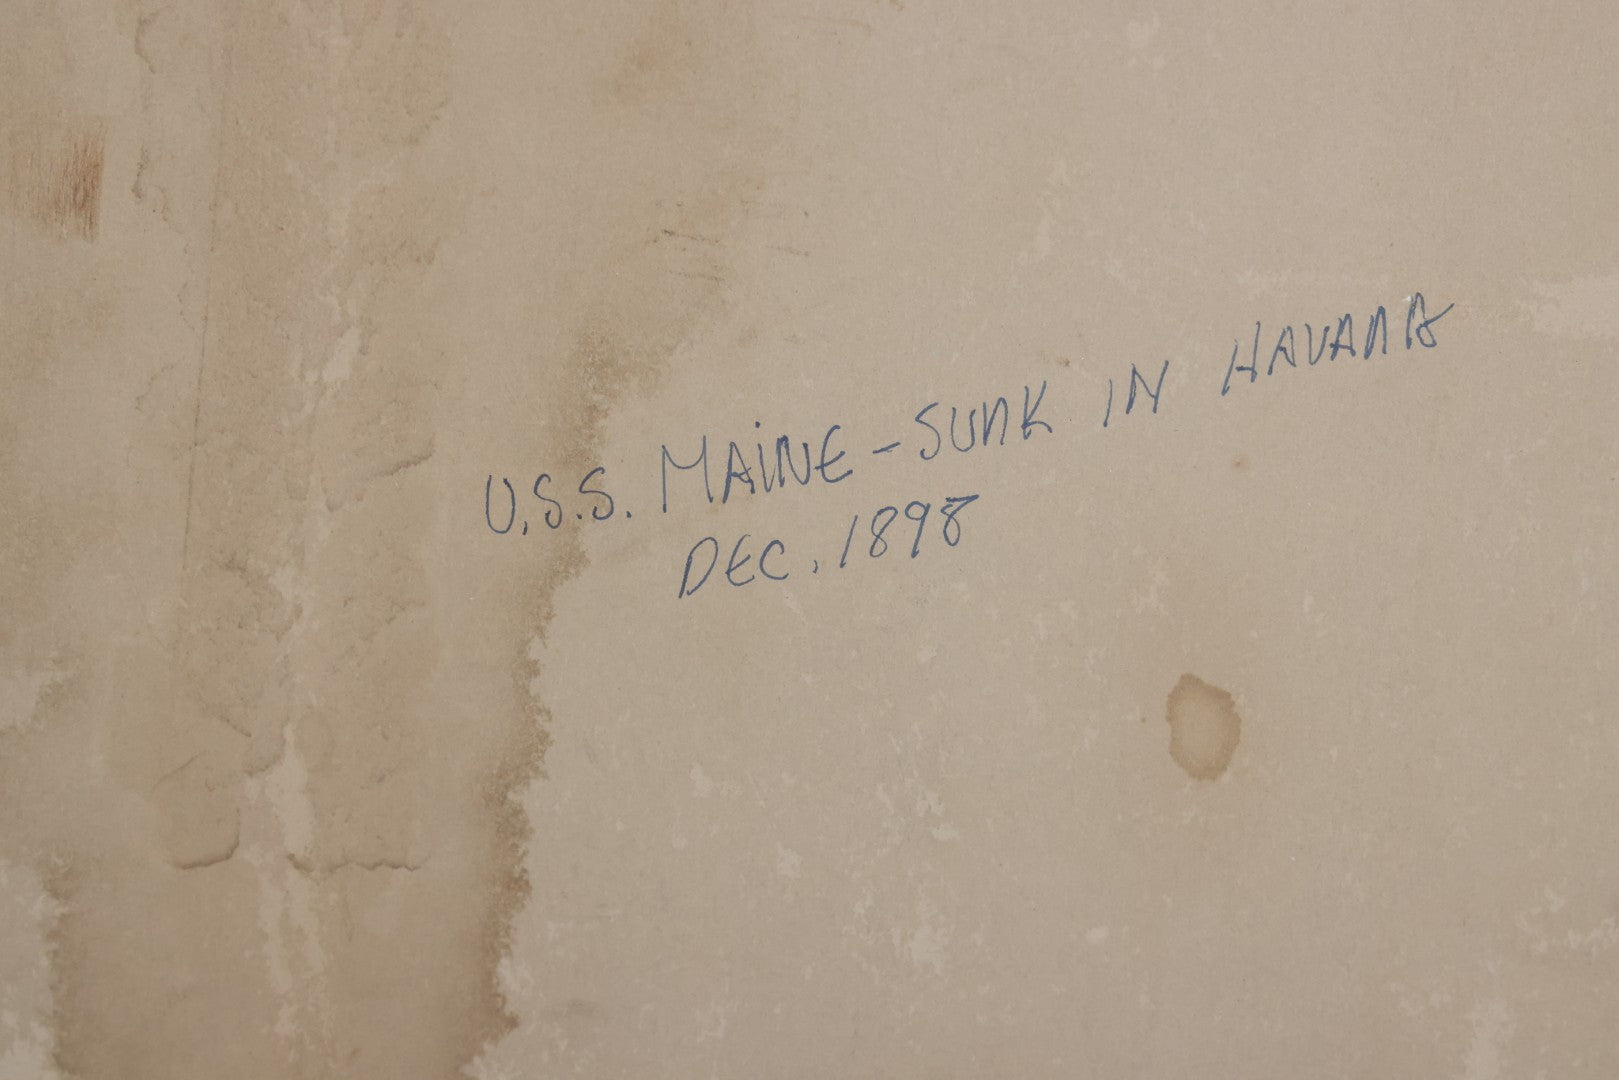 U.S.S. MAINE - SUNK IN HAVANA
DEC. 1898